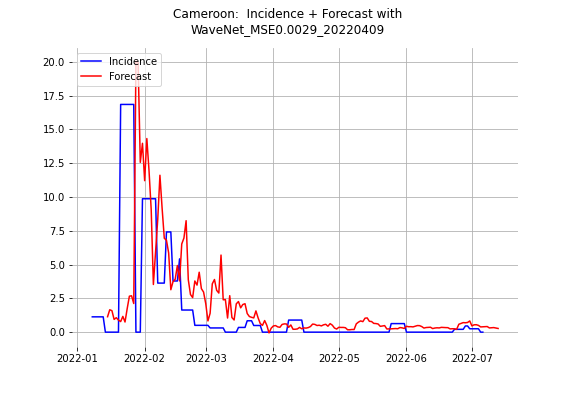 Cameroon:  Incidence + Forecast with
WaveNet_MSE0.0029_20220409
Incidence
Forecast
20.0
17.5
15.0
12.5
10.0
7.5
5.0
2.5
0.0
2022-01 2022-02 2022-03 2022-04 2022-05 2022-06 2022-07